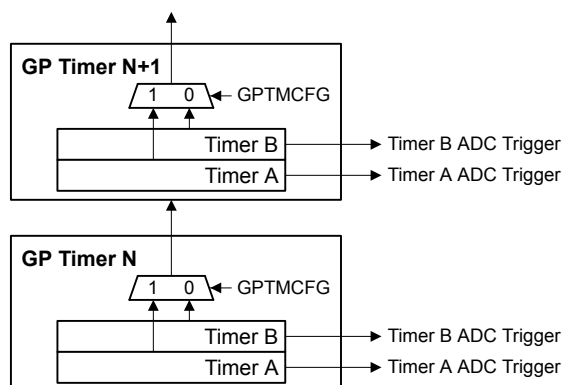 GP Timer N+1
1 0
GPTMCFG
Timer B
Timer B ADC Trigger
Timer A
Timer A ADC Trigger
GP Timer N
1 0
GPTMCFG
Timer B
Timer B ADC Trigger
Timer A
Timer A ADC Trigger